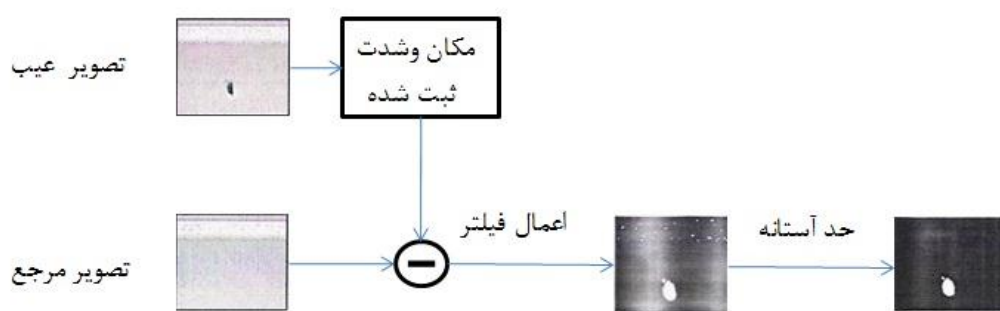 تصویر عیب
مکان وشدت
ثبت شده
اعمال فیلتر
حد آستانه
تصویر مرجع